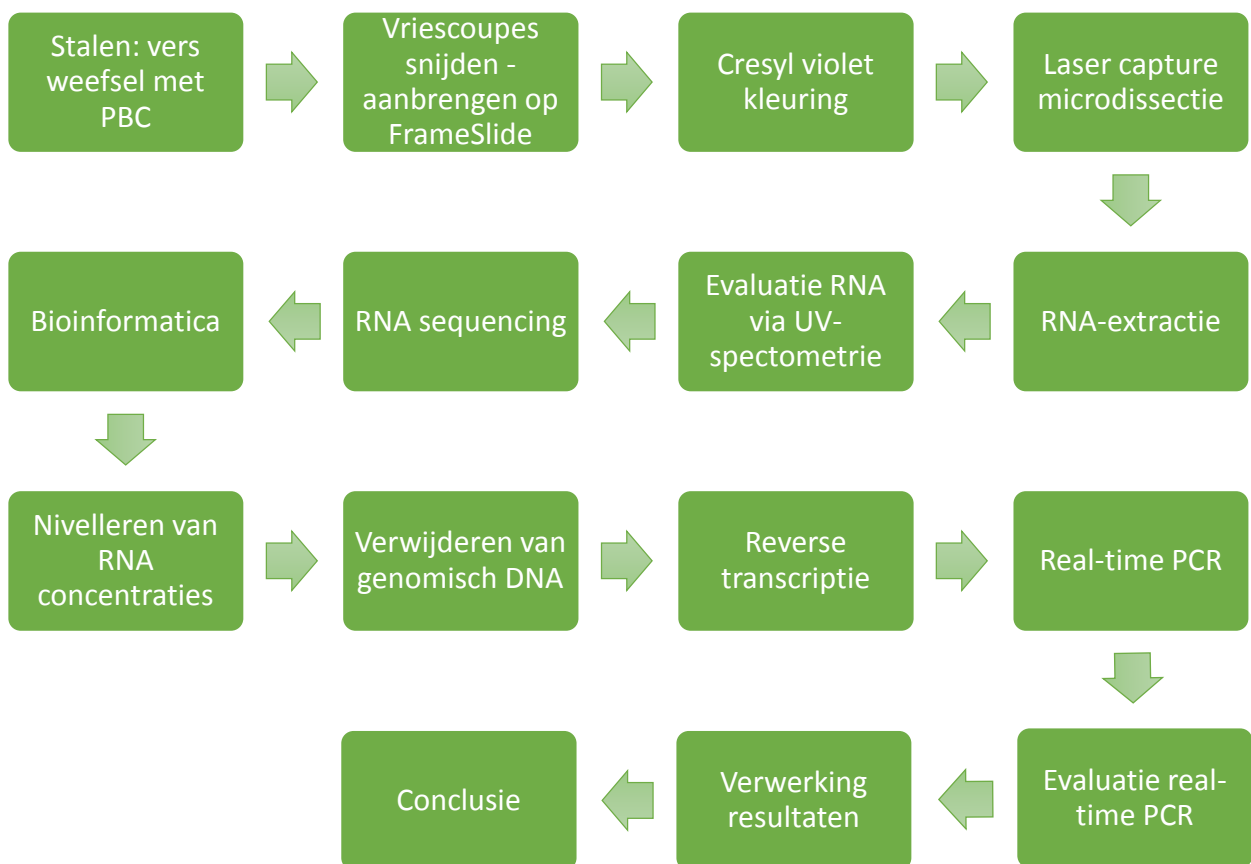 Stalen: vers
weefsel met
PBC
Vriescoupes
snijden -
aanbrengen op
FrameSlide
Cresyl violet
kleuring
Laser capture
microdissectie
RNA-extractie
Evaluatie RNA
via UV-
spectometrie
RNA sequencing
Bioinformatica
Nivelleren van
RNA
concentraties
Verwijderen van
genomisch DNA
Reverse
transcriptie
Real-time PCR
Evaluatie real-
time PCR
Verwerking
resultaten
Conclusie